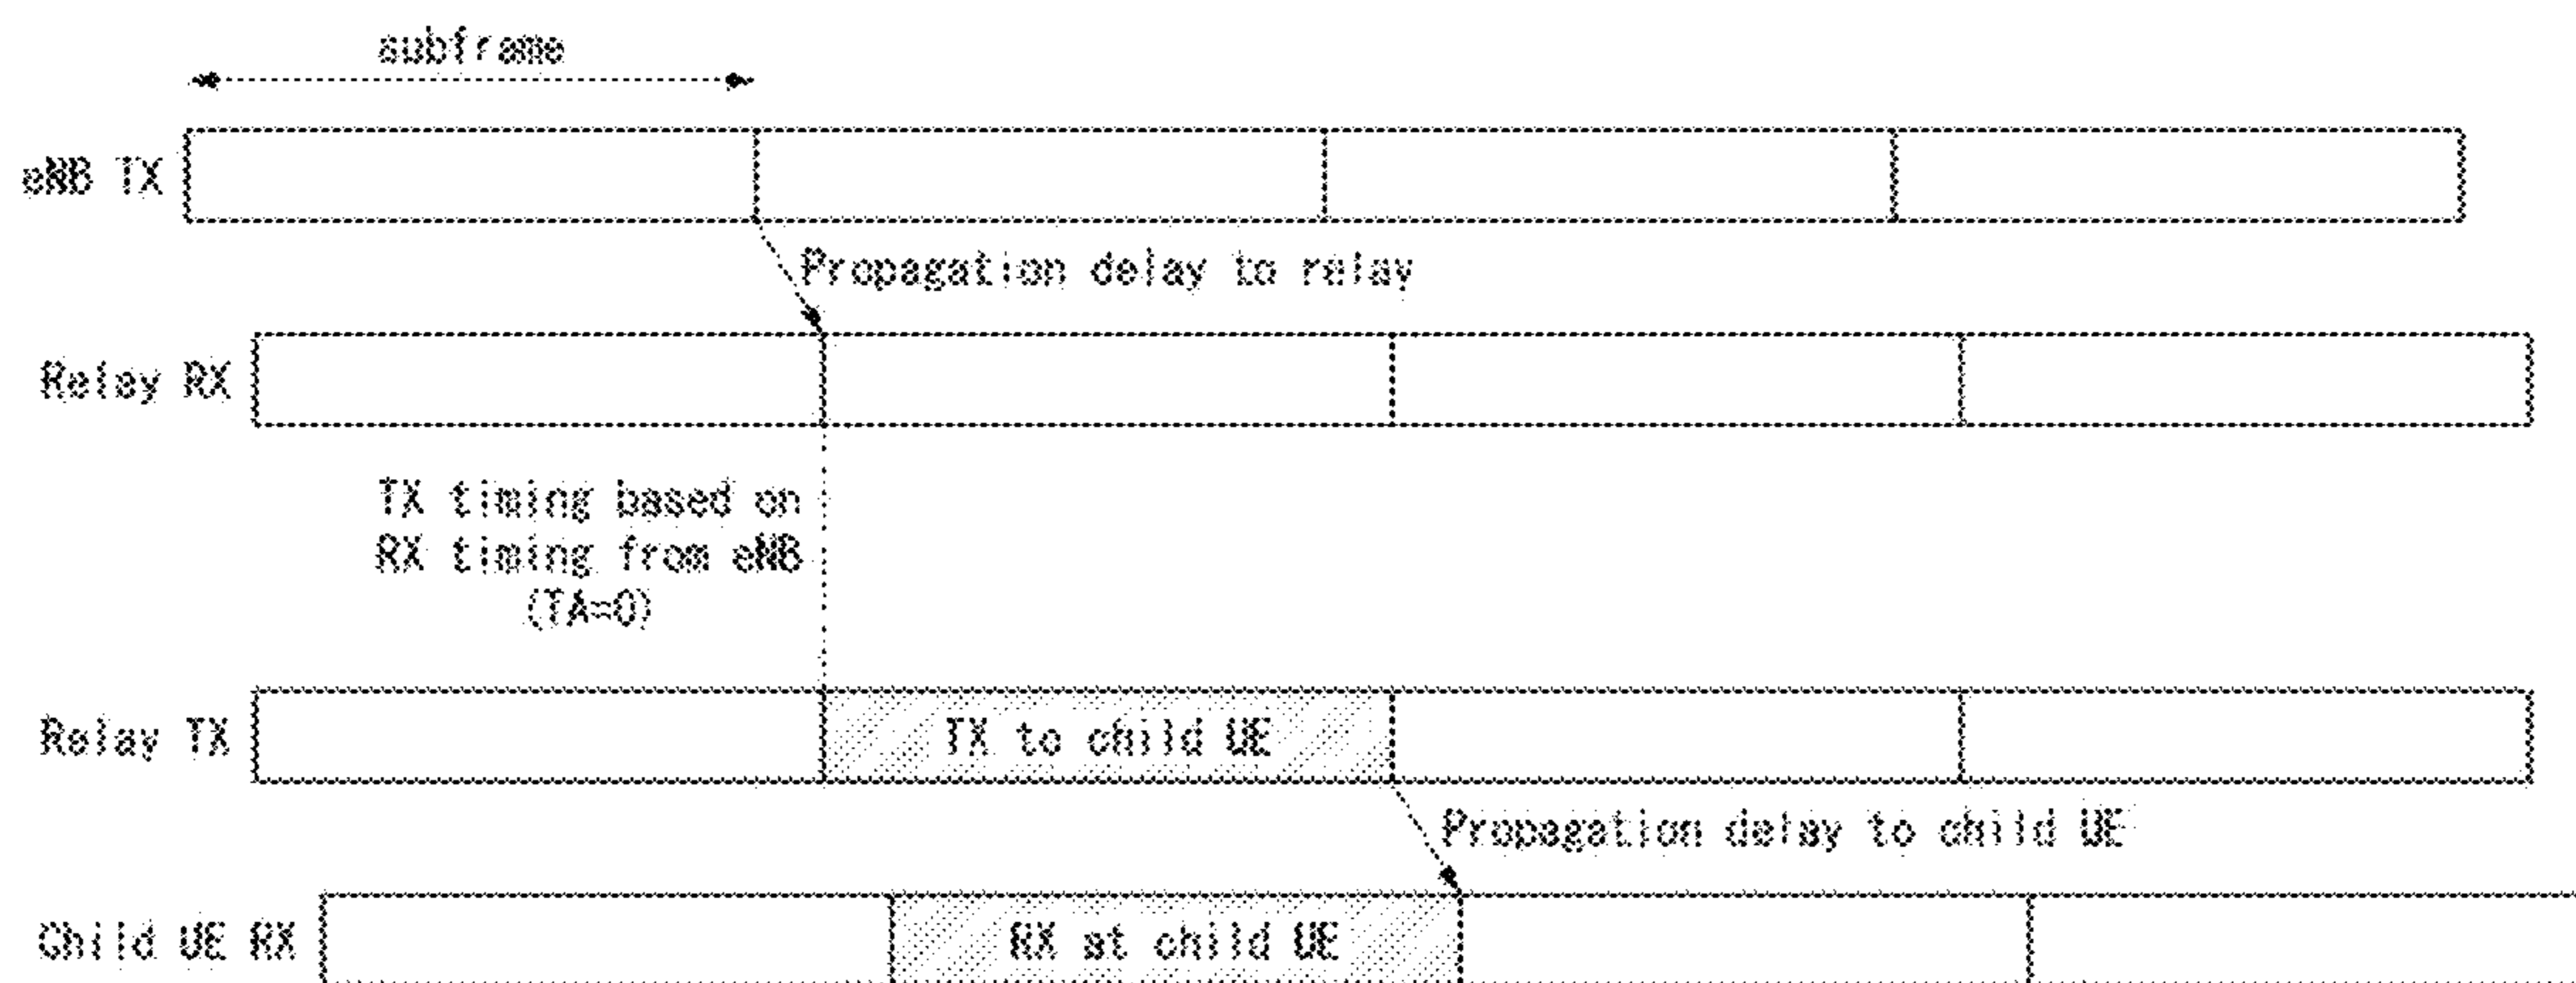 subframe
eNB TX
Propagation delay to relay
Relay RX
TX timing based on
RX timing from eNB
(TA=0)
Relay TX
TX to child UE
Propagation delay to child UE
Child UE RX
RX at child UE